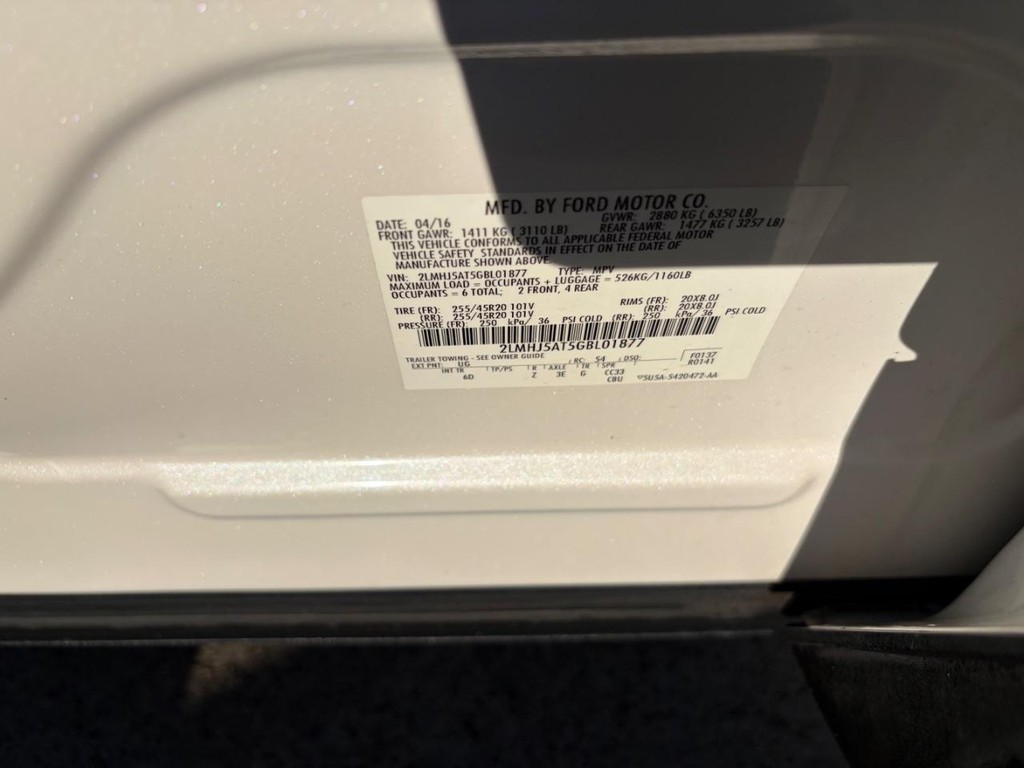 MFD. BY FORD MOTOR CO.
DATE: 04/16 GVWR: 2880 KG ( 6350 LB)
FRONT GAWR: 1411 KG ( 3110 LB) REAR GAWR: 1477 KG ( 3257 LB)
THIS VEHICLE CONFORMS TO ALL APPLICABLE FEDERAL MOTOR
VEHICLE SAFETY STANDARDS IN EFFECT ON THE DATE OF
MANUFACTURE SHOWN ABOVE
VIN: 2LMHJ5AT5GBL01877 TYPE: MPV
MAXIMUM LOAD = OCCUPANTS + LUGGAGE = 526KG/1160LB
OCCUPANTS = 6 TOTAL; 2 FRONT, 4 REAR
TIRE (FR): 255/45R20 101V RIMS (FR): 20X8.0J
(RR): 255/45R20 101V (RR): 20X8.0J
PRESSURE (FR): 250 kPa/ 36 PSI COLD (RR): 250 kPa/ 36 PSI COLD
2LMHJ5AT5GBL01877
TRAILER TOWING - SEE OWNER GUIDE F0137
EXT PNT: UG RC: 54 DSO: R0141
INT TR TP/PS R AXLE TR SPR
6D Z 3E G CC33
CBU